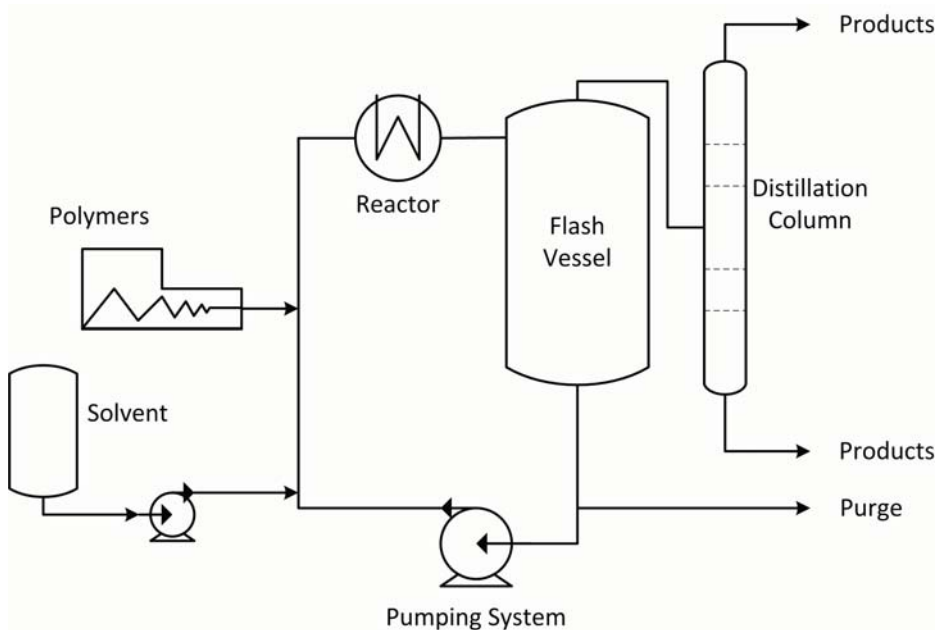 Products
Reactor
Polymers
Flash
Vessel
Distillation
Column
Solvent
Products
Purge
Pumping System